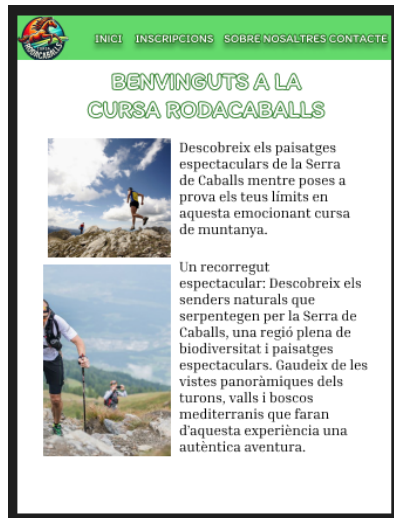 RODACABALLS
INICI INSCRIPCIONS SOBRE NOSALTRES CONTACTE
BENVINGUTS A LA
CURSA RODACABALLS
Descobreix els paisatges
espectaculars de la Serra
de Caballs mentre poses a
prova els teus límits en
aquesta emocionant cursa
de muntanya.
Un recorregut
espectacular: Descobreix els
senders naturals que
serpentegen per la Serra de
Caballs, una regió plena de
biodiversitat i paisatges
espectaculars. Gaudeix de les
vistes panoràmiques dels
turons, valls i boscos
mediterranis que faran
d'aquesta experiència una
autèntica aventura.